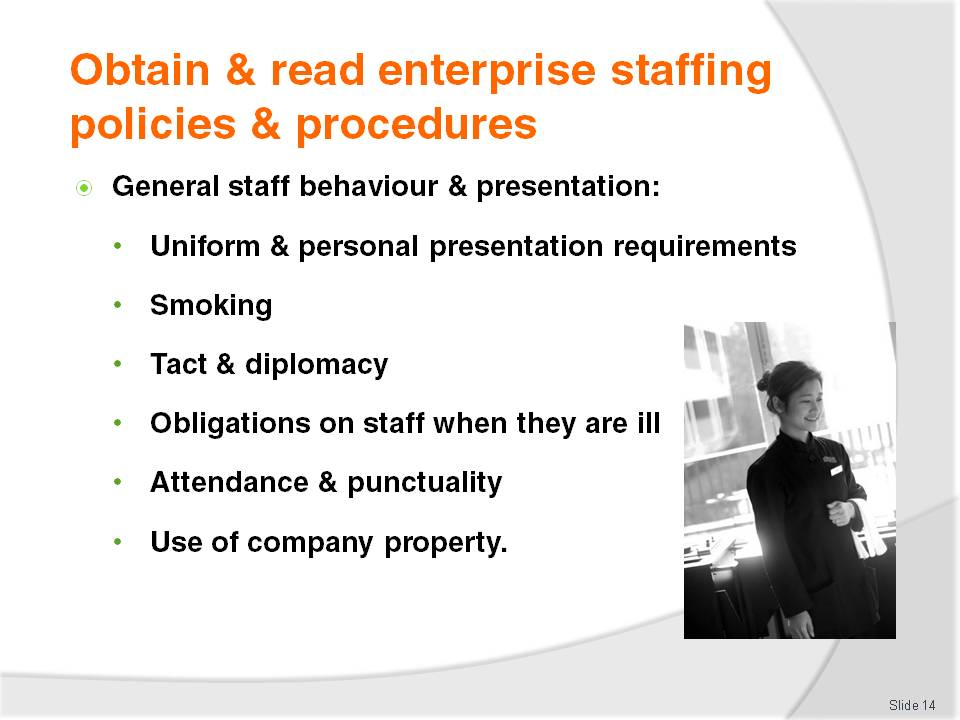 Obtain & read enterprise staffing
policies & procedures
General staff behaviour & presentation:
• Uniform & personal presentation requirements
• Smoking
• Tact & diplomacy
• Obligations on staff when they are ill
• Attendance & punctuality
• Use of company property.
Slide 14